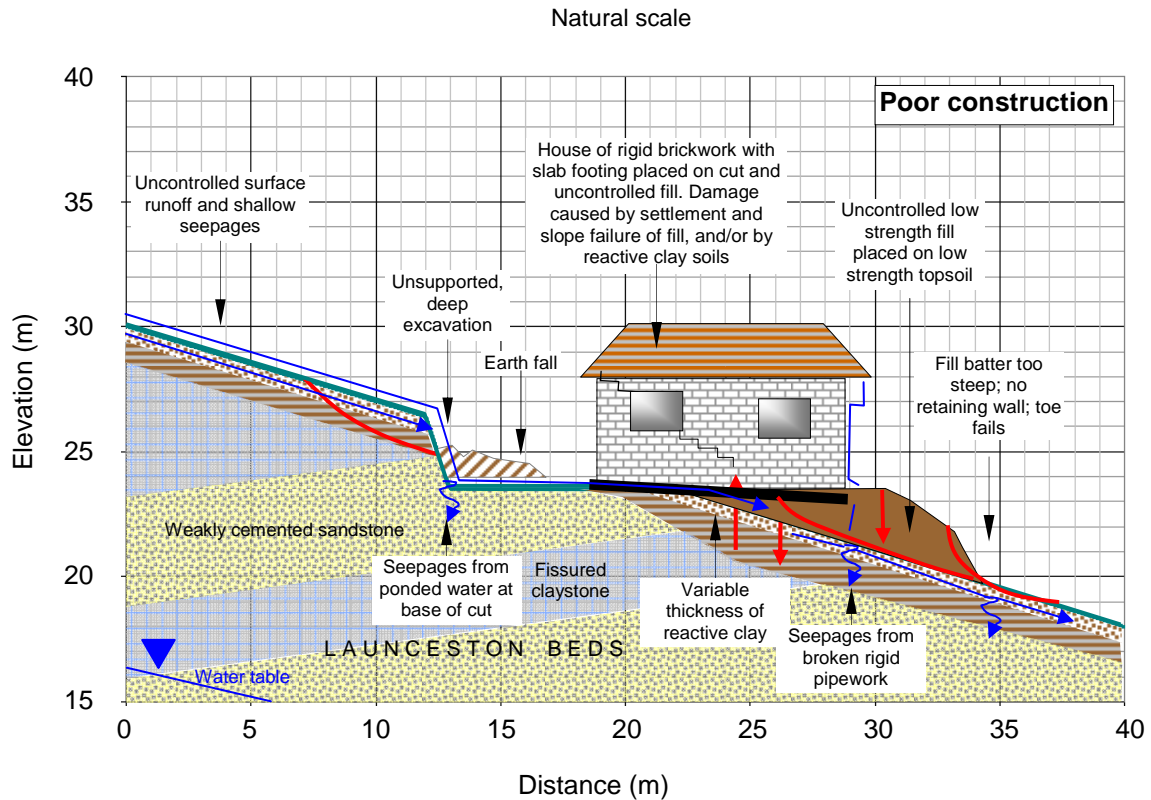 Natural scale
Poor construction
40
35
30
25
20
15
Elevation (m)
Uncontrolled surface
runoff and shallow
seepages
House of rigid brickwork with
slab footing placed on cut and
uncontrolled fill. Damage
caused by settlement and
slope failure of fill, and/or by
reactive clay soils
Uncontrolled low
strength fill
placed on low
strength topsoil
Unsupported,
deep
excavation
Earth fall
Fill batter too
steep; no
retaining wall; toe
fails
Weakly cemented sandstone
Seepages from
ponded water at
base of cut
Fissured
claystone
Variable
thickness of
reactive clay
Seepages from
broken rigid
pipework
LAUNCESTON BEDS
Water table
0 5 10 15 20 25 30 35 40
Distance (m)